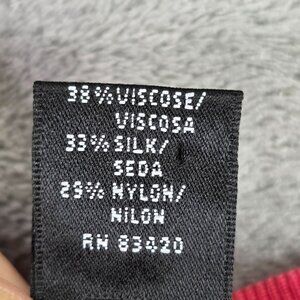 38% VISCOSE/
VISCOSA
33% SILK/
SEDA
29% NYLON/
NILON
RN 83420